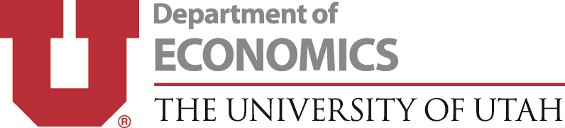 U
®
Department of
ECONOMICS
THE UNIVERSITY OF UTAH